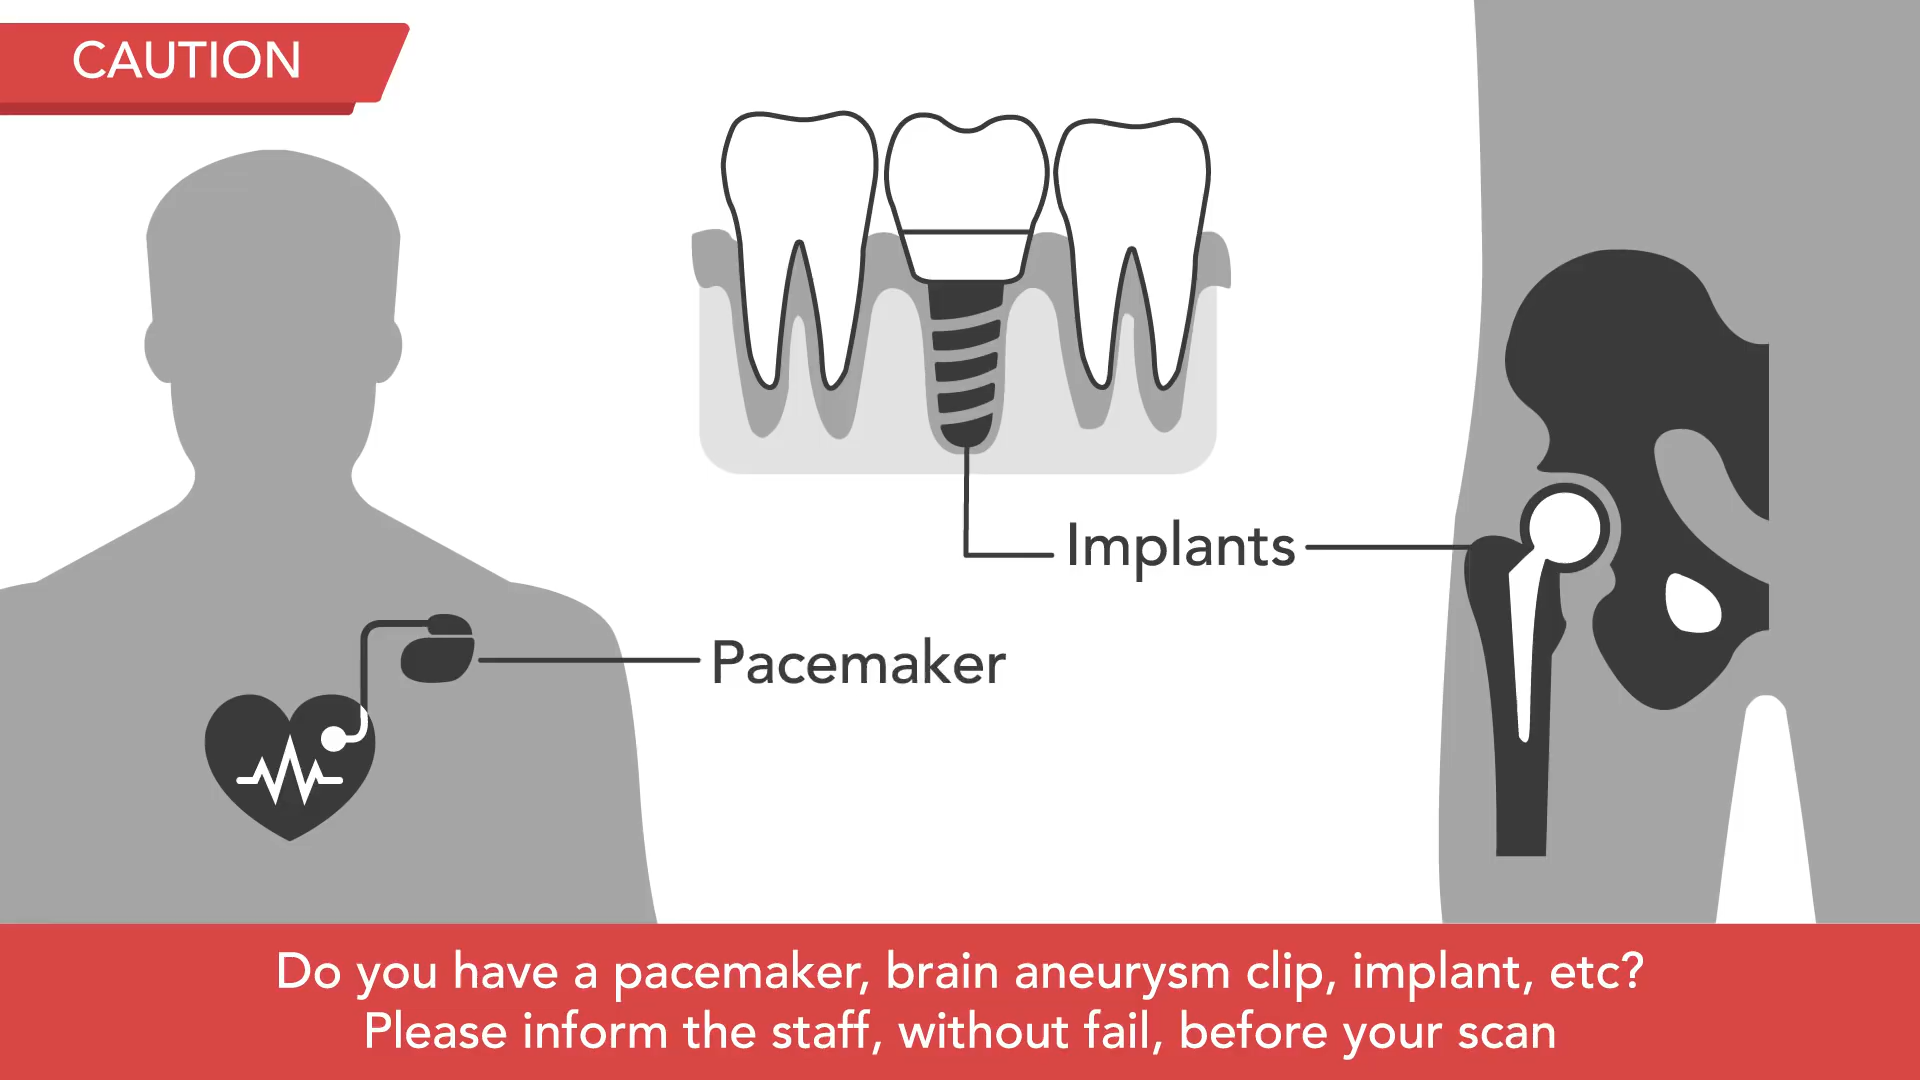 CAUTION
Implants
Pacemaker
Do you have a pacemaker, brain aneurysm clip, implant, etc?
Please inform the staff, without fail, before your scan